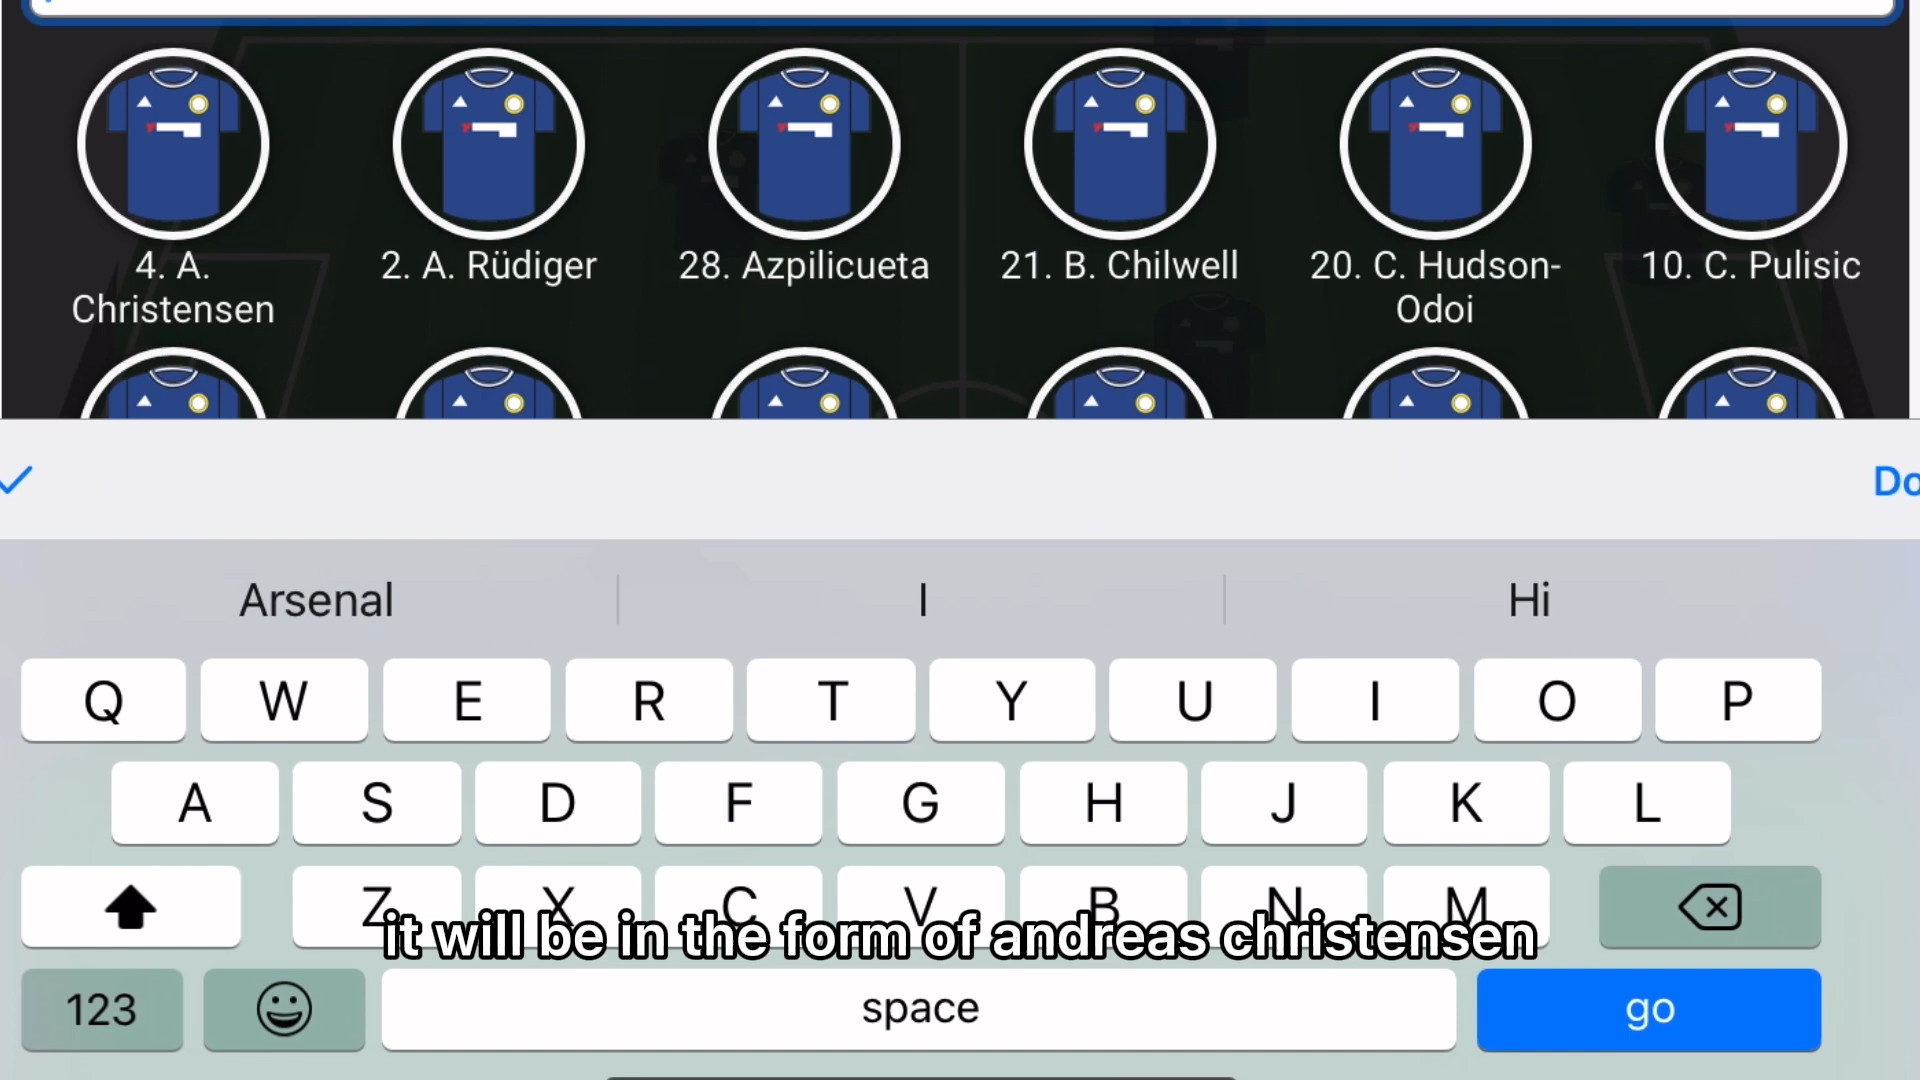 4. A.
Christensen
2. A. Rüdiger
28. Azpilicueta
21. B. Chilwell
20. C. Hudson-
Odoi
10. C. Pulisic
Do
Arsenal
I
Hi
Q W E R T Y U I O P
A S D F G H J K L
Z X C V B N M
it will be in the form of andreas christensen
123
space
go